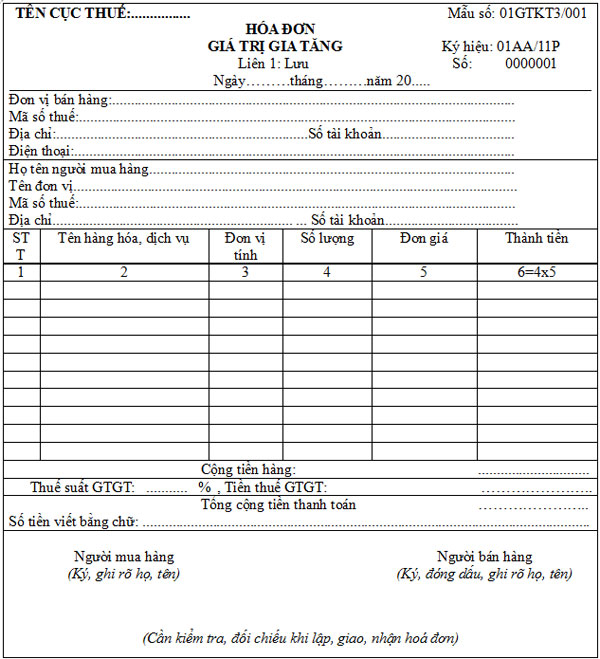 TÊN CỤC THUẾ:................ Mẫu số: 01GTKT3/001
HÓA ĐƠN
GIÁ TRỊ GIA TĂNG Ký hiệu: 01AA/11P
Liên 1: Lưu Số: 0000001
Ngày………tháng………năm 20.....
Đơn vị bán hàng:................................................................
Mã số thuế:................................................................
Địa chỉ:................................................Số tài khoản................................
Điện thoại:................................................................
Họ tên người mua hàng................................................................
Tên đơn vị................................................................
Mã số thuế:................................................................
Địa chỉ................................................ ... Số tài khoản................................
STT Tên hàng hóa, dịch vụ Đơn vị tính Số lượng Đơn giá Thành tiền
1 2 3 4 5 6=4x5
Cộng tiền hàng: ............................
Thuế suất GTGT: ........... % , Tiền thuế GTGT: …………………..
Tổng cộng tiền thanh toán …………………..
Số tiền viết bằng chữ: ................................................................
Người mua hàng Người bán hàng
(Ký, ghi rõ họ, tên) (Ký, đóng dấu, ghi rõ họ, tên)
(Cần kiểm tra, đối chiếu khi lập, giao, nhận hoá đơn)